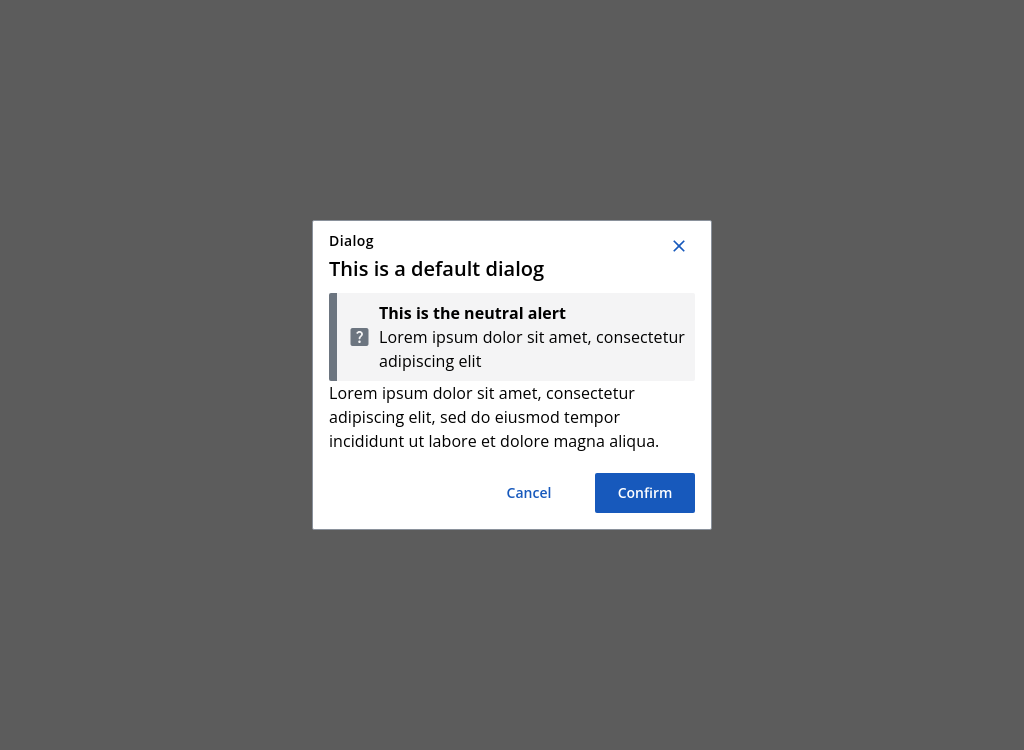 Dialog
This is a default dialog
This is the neutral alert
Lorem ipsum dolor sit amet, consectetur
adipiscing elit
Lorem ipsum dolor sit amet, consectetur
adipiscing elit, sed do eiusmod tempor
incididunt ut labore et dolore magna aliqua.
Cancel
Confirm